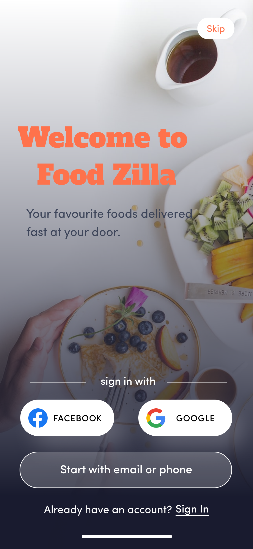 Skip
Welcome to
Food Zilla
Your favourite foods delivered
fast at your door.
sign in with
FACEBOOK
GOOGLE
Start with email or phone
Already have an account? Sign In